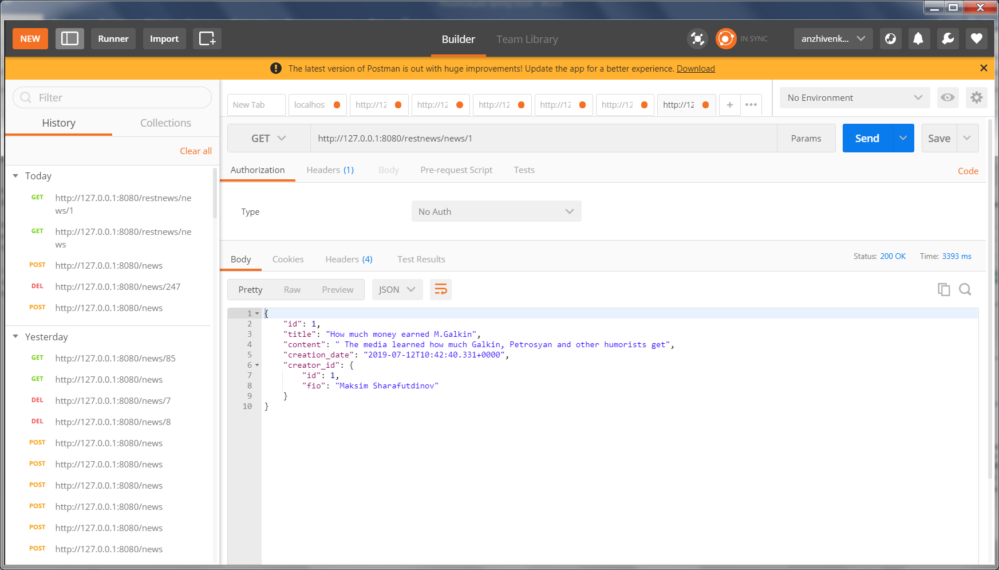 NEW
Runner
Import
Builder
Team Library
IN SYNC
anzhivenk...
The latest version of Postman is out with huge improvements! Update the app for a better experience. Download
Filter
History
Collections
Clear all
Today
GET http://127.0.0.1:8080/restnews/ne
ws/1
GET http://127.0.0.1:8080/restnews/ne
ws
POST http://127.0.0.1:8080/news
DEL http://127.0.0.1:8080/news/247
POST http://127.0.0.1:8080/news
Yesterday
GET http://127.0.0.1:8080/news/85
GET http://127.0.0.1:8080/news
DEL http://127.0.0.1:8080/news/7
DEL http://127.0.0.1:8080/news/8
POST http://127.0.0.1:8080/news
POST http://127.0.0.1:8080/news
POST http://127.0.0.1:8080/news
POST http://127.0.0.1:8080/news
POST http://127.0.0.1:8080/news
POST http://127.0.0.1:8080/news
New Tab localhos http://12 http://12 http://12 http://12 http://12 http://12 + •••
No Environment
GET http://127.0.0.1:8080/restnews/news/1 Params Send Save
Authorization Headers (1) Body Pre-request Script Tests Code
Type No Auth
Body Cookies Headers (4) Test Results Status: 200 OK Time: 3393 ms
Pretty Raw Preview JSON
1 {
2 "id": 1,
3 "title": "How much money earned M.Galkin",
4 "content": " The media learned how much Galkin, Petrosyan and other humorists get",
5 "creation_date": "2019-07-12T10:42:40.331+0000",
6 "creator_id": {
7 "id": 1,
8 "fio": "Maksim Sharafutdinov"
9 }
10 }